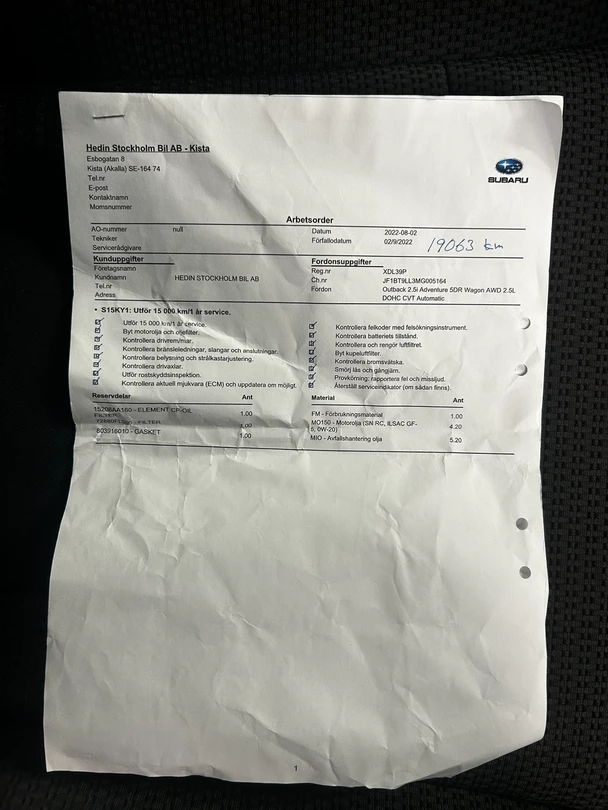 Hedin Stockholm Bil AB - Kista
Esbogatan 8
Kista (Akalla) SE-164 74
Tel.nr
E-post
Kontaktnamn
Momsnummer
SUBARU
Arbetsorder
AO-nummer null
Tekniker
Servicerådgivare
Datum 2022-08-02
Förfallodatum 02/9/2022
19063 km
Kunduppgifter
Företagsnamn
Kundnamn HEDIN STOCKHOLM BIL AB
Tel.nr
Adress
Fordonsuppgifter
Reg.nr XDL39P
Ch.nr JF1BT9LL3MG005164
Fordon Outback 2.5i Adventure 5DR Wagon AWD 2.5L
DOHC CVT Automatic
* S15KY1: Utför 15 000 km/1 år service.
Utför 15 000 km/1 år service.
Byt motorolja och oljefilter.
Kontrollera drivrem/mar.
Kontrollera bränsleledningar, slangar och anslutningar.
Kontrollera belysning och strålkastarjustering.
Kontrollera drivaxlar.
Utför rostskyddsinspektion.
Kontrollera aktuell mjukvara (ECM) och uppdatera om möjligt.
Kontrollera felkoder med felsökningsinstrument.
Kontrollera batteriets tillstånd.
Kontrollera och rengör luftfiltret.
Byt kupeluftfilter.
Kontrollera bromsvätska.
Smörj lås och gångjärn.
Provkörning: rapportera fel och missljud.
Återställ serviceindikator (om sådan finns).
Reservdelar Ant
15208AA160 - ELEMENT CP-OIL
FILTER 1.00
- FILTER 1.00
803916010 - GASKET 1.00
Material Ant
FM - Förbrukningsmaterial 1.00
MO150 - Motorolja (SN RC, ILSAC GF-
5, 0W-20) 4.20
MIO - Avfallshantering olja 5.20
1